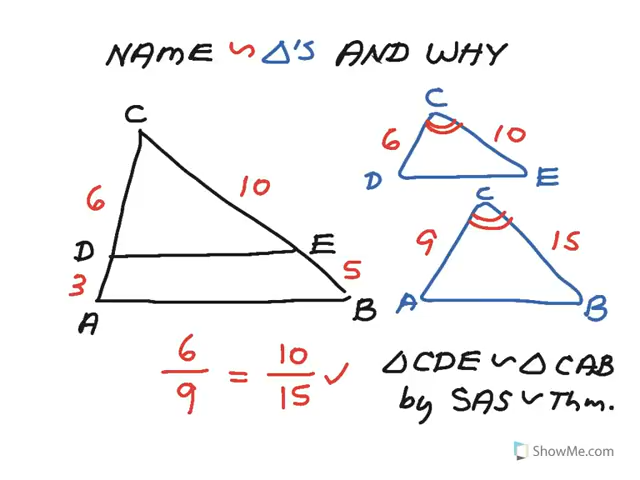 NAME ∽ △'S AND WHY
C
6
10
D
E
3
5
A
B
C
6
10
D
E
C
9
15
A
B
6/9 = 10/15 ✓
△CDE ∽ △CAB
by SAS ∽ Thm.
ShowMe.com